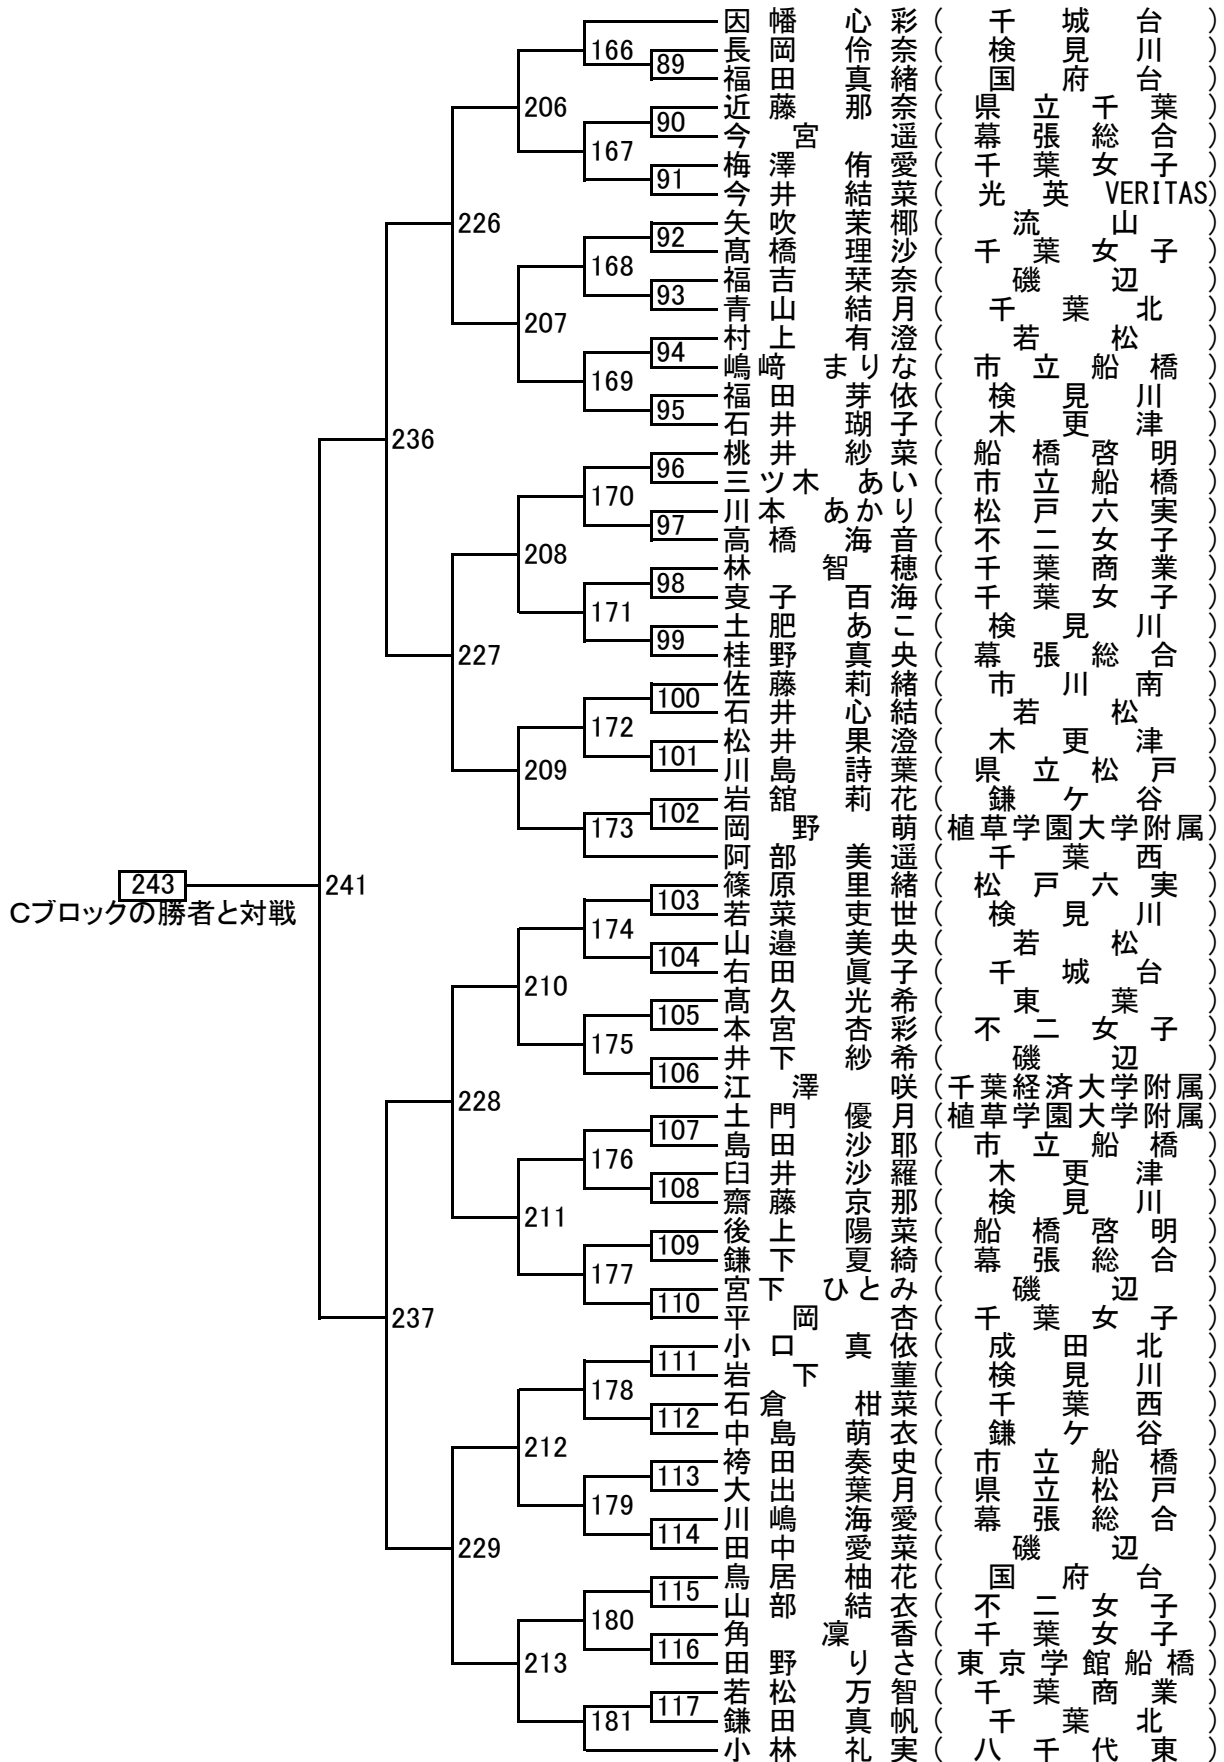 因幡 心彩 (千城台)
166
長岡 伶奈 (検見川)
89
福田 真緒 (国府台)
206
近藤 那奈 (県立千葉)
90
今宮 遥 (幕張総合)
167
梅澤 侑愛 (千葉女子)
91
今井 結菜 (光英VERITAS)
226
矢吹 茉椰 (流山)
92
髙橋 理沙 (千葉女子)
168
福吉 栞奈 (磯辺)
93
青山 結月 (千葉北)
207
村上 有澄 (若松)
94
嶋﨑 まりな (市立船橋)
169
福田 芽依 (検見川)
95
石井 瑚子 (木更津)
236
桃井 紗菜 (船橋啓明)
96
三ツ木 あい (市立船橋)
170
川本 あかり (松戸六実)
97
高橋 海音 (不二女子)
208
林 智穂 (千葉商業)
98
子 百海 (千葉女子)
171
土肥 あこ (検見川)
99
桂野 真央 (幕張総合)
227
佐藤 莉緒 (市川南)
100
石井 心結 (若松)
172
松井 果澄 (木更津)
101
川島 詩葉 (県立松戸)
209
岩舘 莉花 (鎌ケ谷)
102
岡野 萌 (植草学園大学附属)
173
阿部 美遥 (千葉西)
243
241
Cブロックの勝者と対戦
篠原 里緒 (松戸六実)
103
若菜 吏世 (検見川)
174
山邉 美央 (若松)
104
右田 眞子 (千城台)
210
髙久 光希 (東葉)
105
本宮 杏彩 (不二女子)
175
井下 紗希 (磯辺)
106
江澤 咲 (千葉経済大学附属)
228
土門 優月 (植草学園大学附属)
107
島田 沙耶 (市立船橋)
176
臼井 沙羅 (木更津)
108
齋藤 京那 (検見川)
211
後上 陽菜 (船橋啓明)
109
鎌下 夏綺 (幕張総合)
177
宮下 ひとみ (磯辺)
110
平岡 杏 (千葉女子)
237
小口 真依 (成田北)
111
岩下 菫 (検見川)
178
石倉 柑菜 (千葉西)
112
中島 萌衣 (鎌ケ谷)
212
袴田 奏史 (市立船橋)
113
大出 葉月 (県立松戸)
179
川嶋 海愛 (幕張総合)
114
田中 愛菜 (磯辺)
229
鳥居 柚花 (国府台)
115
山部 結衣 (不二女子)
180
角 凜香 (千葉女子)
116
田野 りさ (東京学館船橋)
213
若松 万智 (千葉商業)
117
鎌田 真帆 (千葉北)
181
小林 礼実 (八千代東)